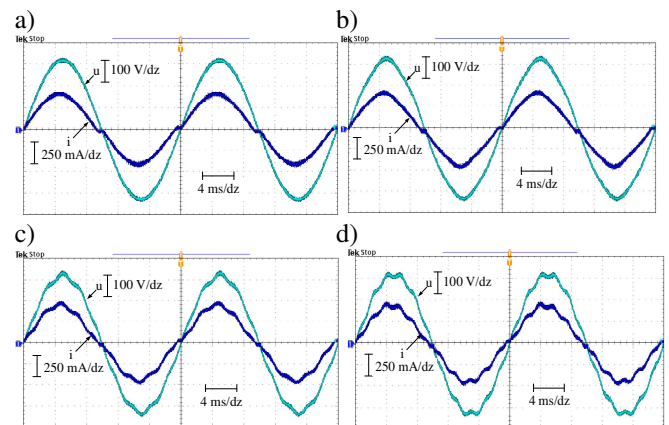 a)
Tek Stop
u 100 V/dz
i
250 mA/dz
4 ms/dz
b)
Tek Stop
u 100 V/dz
i
250 mA/dz
4 ms/dz
c)
Tek Stop
u 100 V/dz
i
250 mA/dz
4 ms/dz
d)
Tek Stop
u 100 V/dz
i
250 mA/dz
4 ms/dz